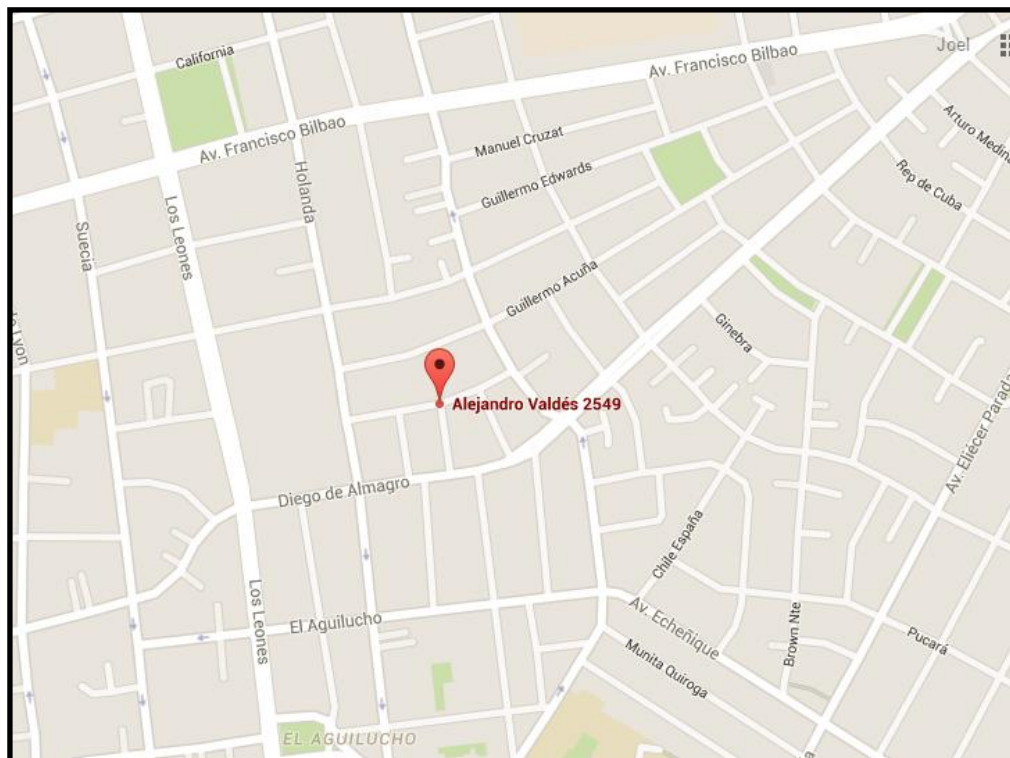 Joel
California
Av. Francisco Bilbao
Av. Francisco Bilbao
Manuel Cruzat
Arturo Medina
Guillermo Edwards
Rep de Cuba
Holanda
Los Leones
Suecia
Guillermo Acuña
Ginebra
Lyon
Alejandro Valdés 2549
Av. Eliécer Parada
Diego de Almagro
Chile España
Los Leones
El Aguilucho
Av. Echeñique
Brown Nte
Pucará
Munita Quiroga
EL AGUILUCHO